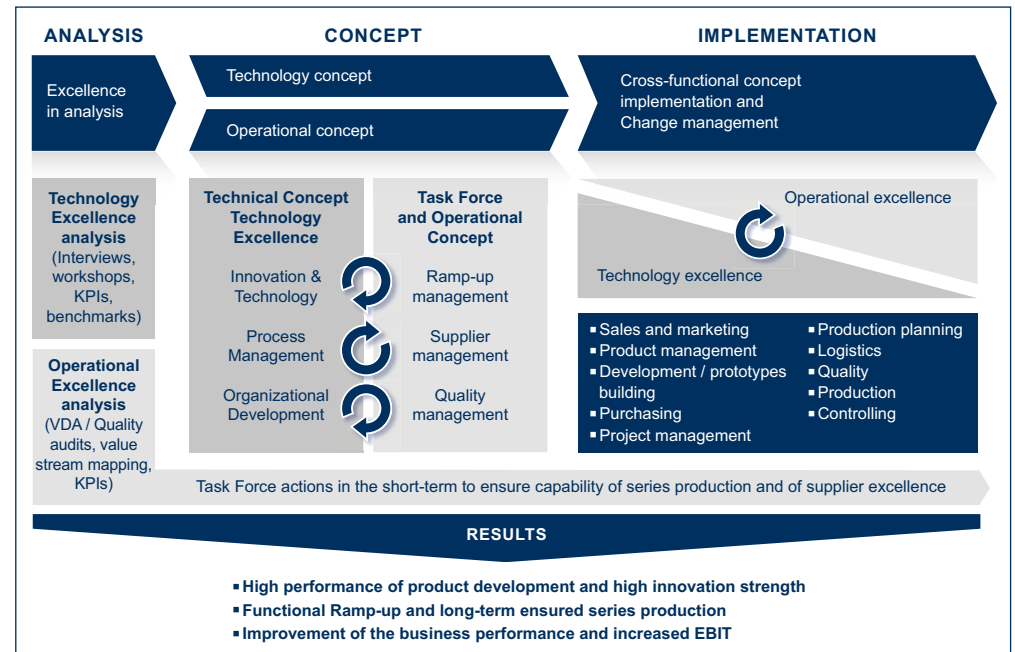 ANALYSIS
CONCEPT
IMPLEMENTATION
Excellence
in analysis
Technology concept
Operational concept
Cross-functional concept
implementation and
Change management
Technology
Excellence
analysis
(Interviews,
workshops,
KPIs,
benchmarks)
Operational
Excellence
analysis
(VDA / Quality
audits, value
stream mapping,
KPIs)
Technical Concept
Technology
Excellence
Innovation &
Technology
Process
Management
Organizational
Development
Task Force
and Operational
Concept
Ramp-up
management
Supplier
management
Quality
management
Operational excellence
Technology excellence
▪ Sales and marketing
▪ Product management
▪ Development / prototypes
building
▪ Purchasing
▪ Project management
▪ Production planning
▪ Logistics
▪ Quality
▪ Production
▪ Controlling
Task Force actions in the short-term to ensure capability of series production and of supplier excellence
RESULTS
▪ High performance of product development and high innovation strength
▪ Functional Ramp-up and long-term ensured series production
▪ Improvement of the business performance and increased EBIT